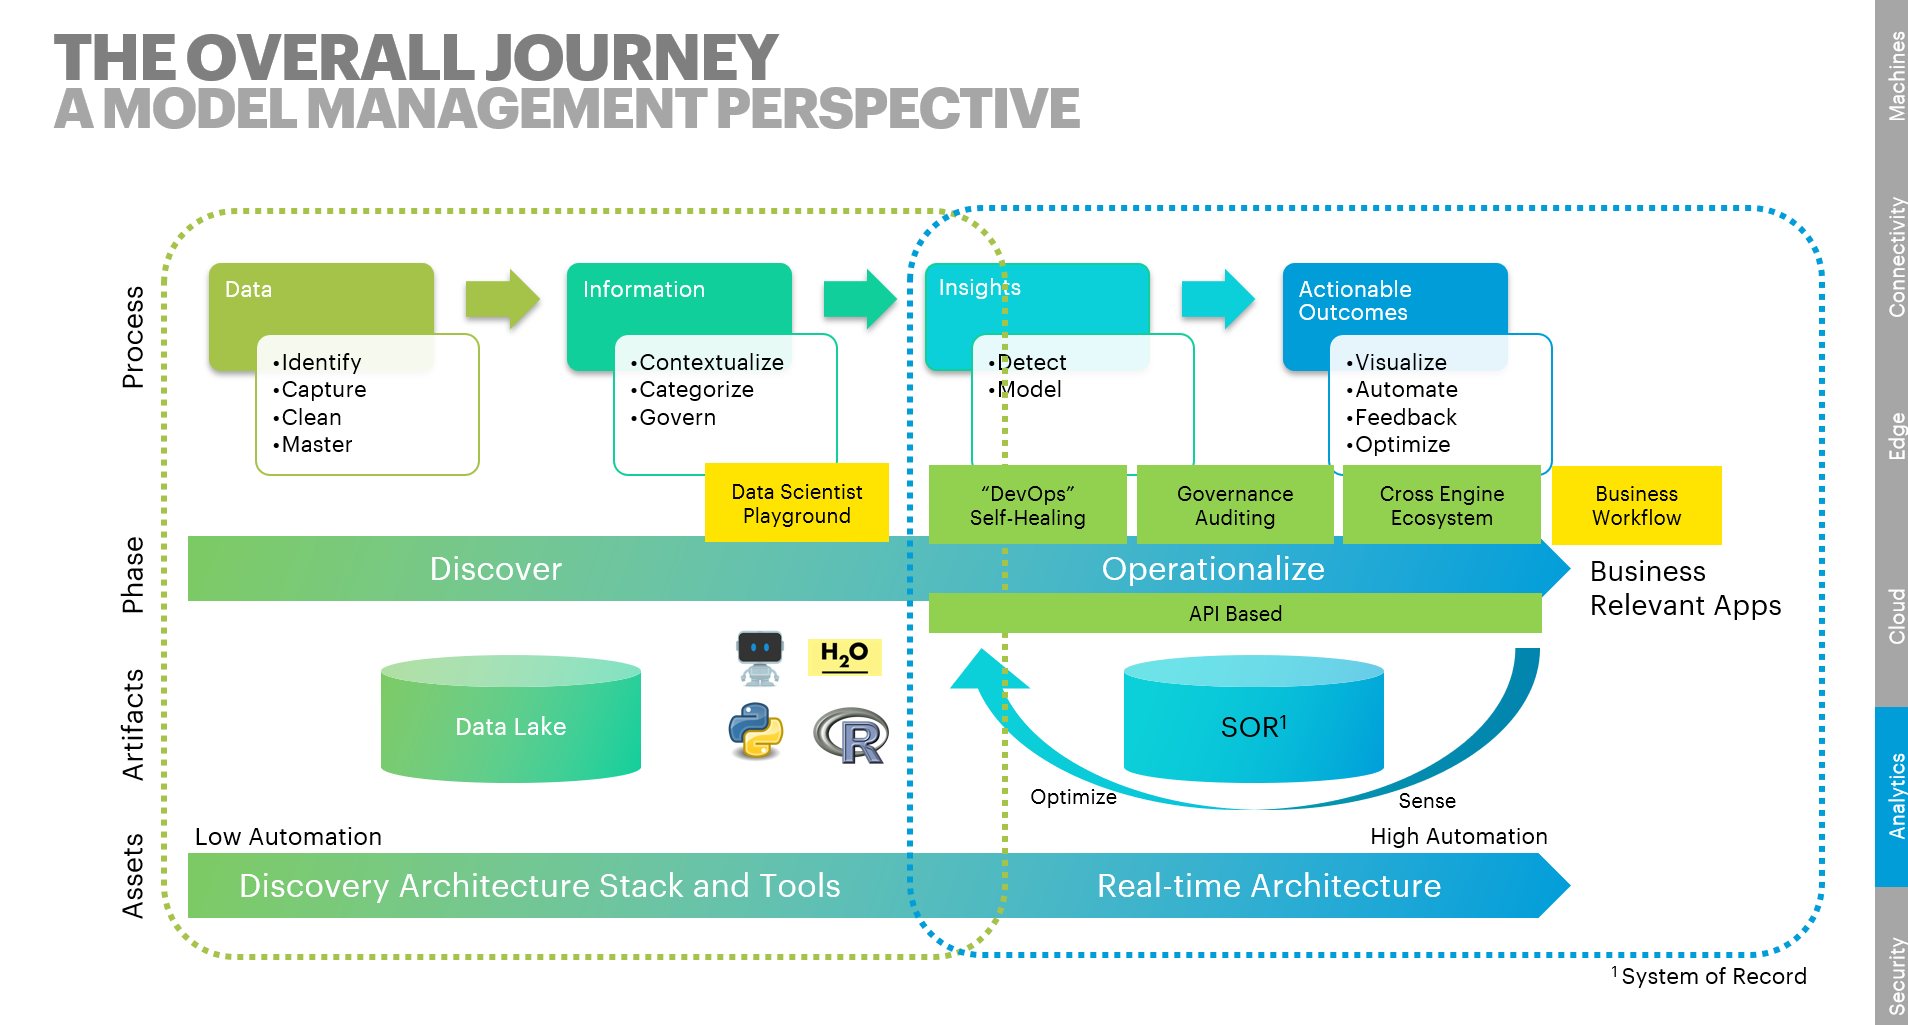 THE OVERALL JOURNEY
A MODEL MANAGEMENT PERSPECTIVE
Process
Data
•Identify
•Capture
•Clean
•Master
Information
•Contextualize
•Categorize
•Govern
Insights
•Detect
•Model
Actionable
Outcomes
•Visualize
•Automate
•Feedback
•Optimize
Data Scientist
Playground
“DevOps”
Self-Healing
Governance
Auditing
Cross Engine
Ecosystem
Business
Workflow
Phase
Discover
Operationalize
Business
Relevant Apps
API Based
Artifacts
Data Lake
H2O
R
SOR1
Optimize
Sense
Assets
Low Automation
High Automation
Discovery Architecture Stack and Tools
Real-time Architecture
1 System of Record
Machines
Connectivity
Edge
Cloud
Analytics
Security